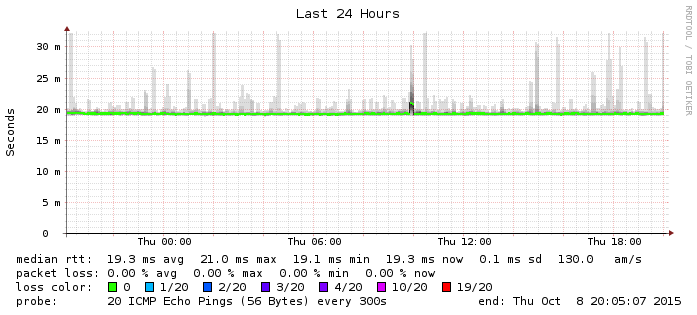 Last 24 Hours
RRDTOOL / TOBI OETIKER
Seconds
30 m
25 m
20 m
15 m
10 m
5 m
0
Thu 00:00 Thu 06:00 Thu 12:00 Thu 18:00
median rtt: 19.3 ms avg 21.0 ms max 19.1 ms min 19.3 ms now 0.1 ms sd 130.0 am/s
packet loss: 0.00 % avg 0.00 % max 0.00 % min 0.00 % now
loss color: 0 1/20 2/20 3/20 4/20 10/20 19/20
probe: 20 ICMP Echo Pings (56 Bytes) every 300s end: Thu Oct 8 20:05:07 2015